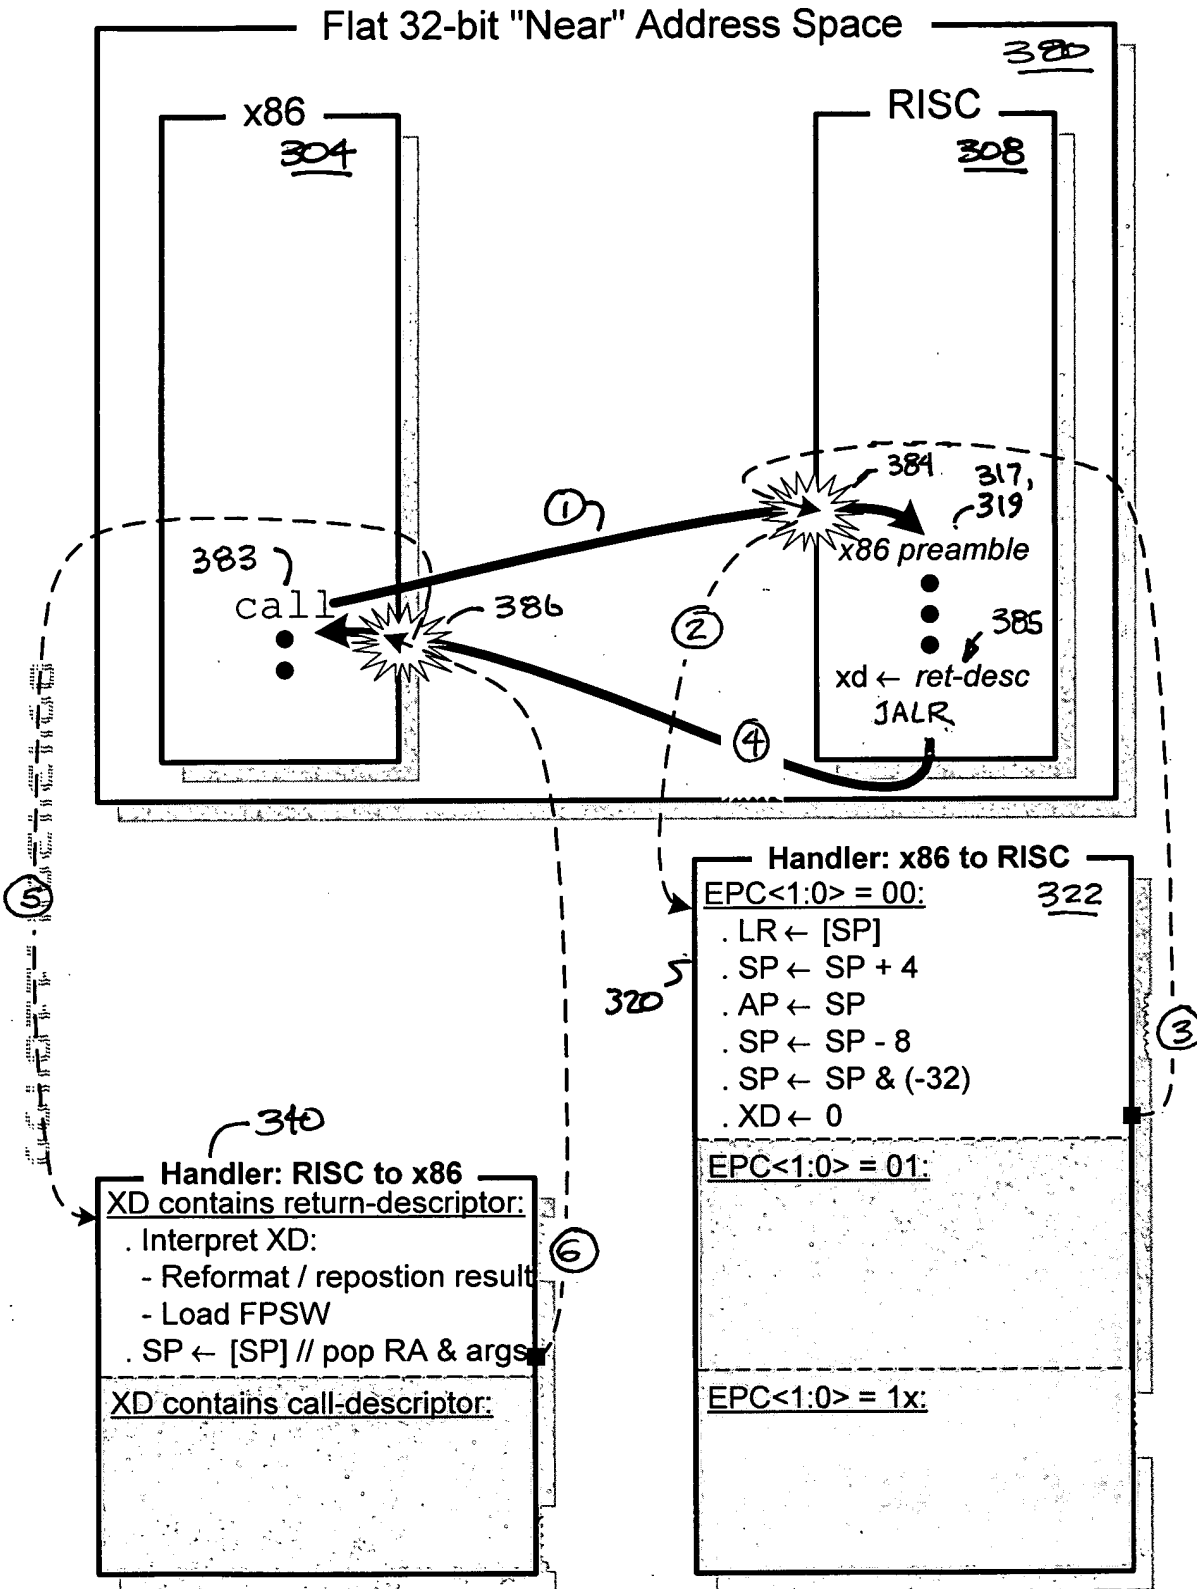 Flat 32-bit "Near" Address Space
380
x86
304
RISC
308
384
317,
319
1
x86 preamble
383
call
386
2
385
xd ← ret-desc
JALR
4
5
Handler: x86 to RISC
EPC<1:0> = 00:
322
. LR ← [SP]
. SP ← SP + 4
320
. AP ← SP
. SP ← SP - 8
3
. SP ← SP & (-32)
. XD ← 0
EPC<1:0> = 01:
EPC<1:0> = 1x:
340
Handler: RISC to x86
XD contains return-descriptor:
. Interpret XD:
6
- Reformat / repostion result
- Load FPSW
. SP ← [SP] // pop RA & args
XD contains call-descriptor: